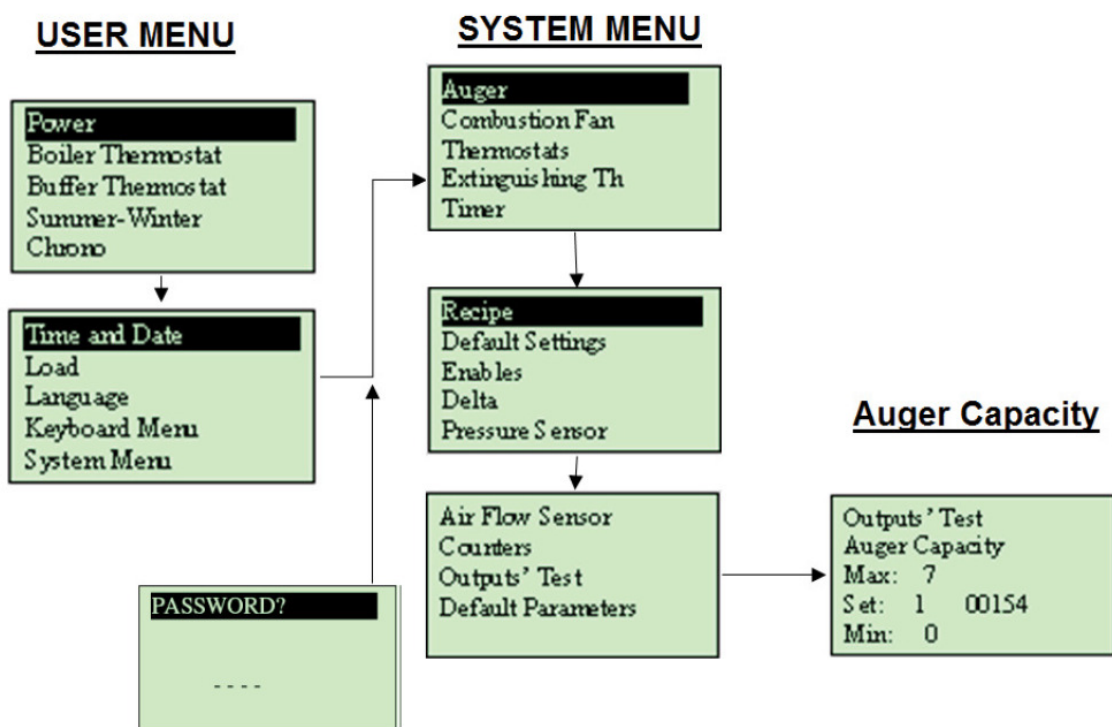 USER MENU
Power
Boiler Thermostat
Buffer Thermostat
Summer-Winter
Chrono
Time and Date
Load
Language
Keyboard Menu
System Menu
PASSWORD?
- - - -
SYSTEM MENU
Auger
Combustion Fan
Thermostats
Extinguishing Th
Timer
Recipe
Default Settings
Enables
Delta
Pressure Sensor
Air Flow Sensor
Counters
Outputs’ Test
Default Parameters
Auger Capacity
Outputs’ Test
Auger Capacity
Max: 7
Set: 1 00154
Min: 0